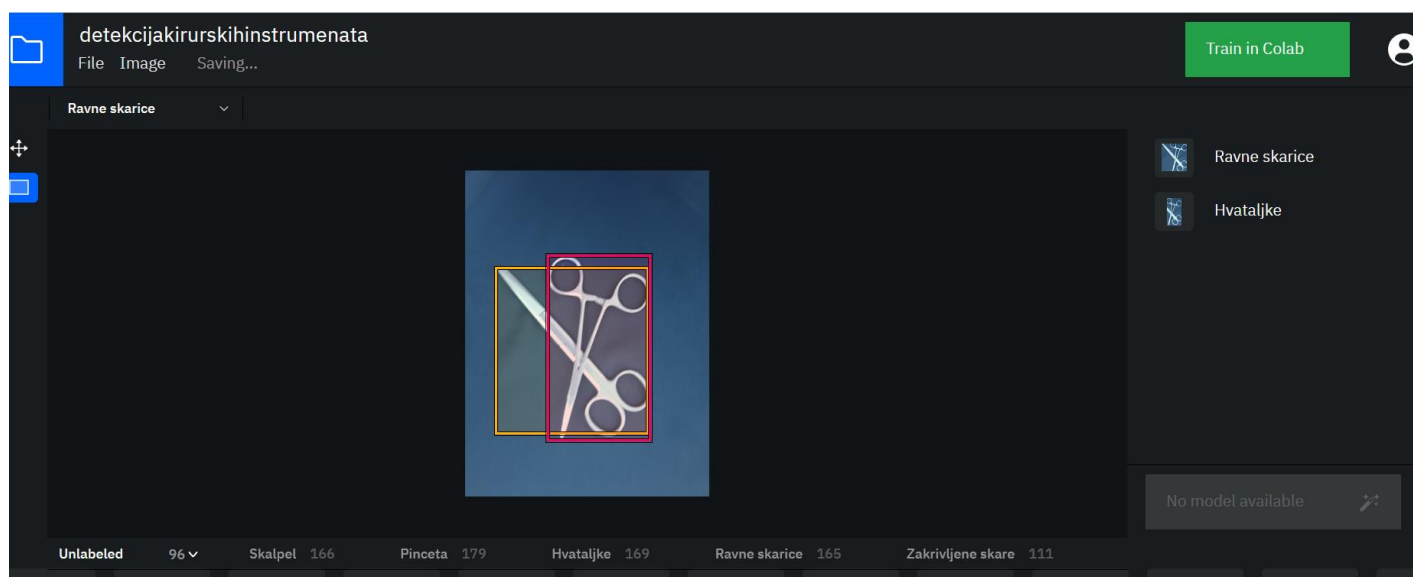 detekcijakirurskihinstrumenata
File Image Saving...
Train in Colab
Ravne skarice
Ravne skarice
Hvataljke
No model available
Unlabeled 96 Skalpel 166 Pinceta 179 Hvataljke 169 Ravne skarice 165 Zakrivljene skare 111